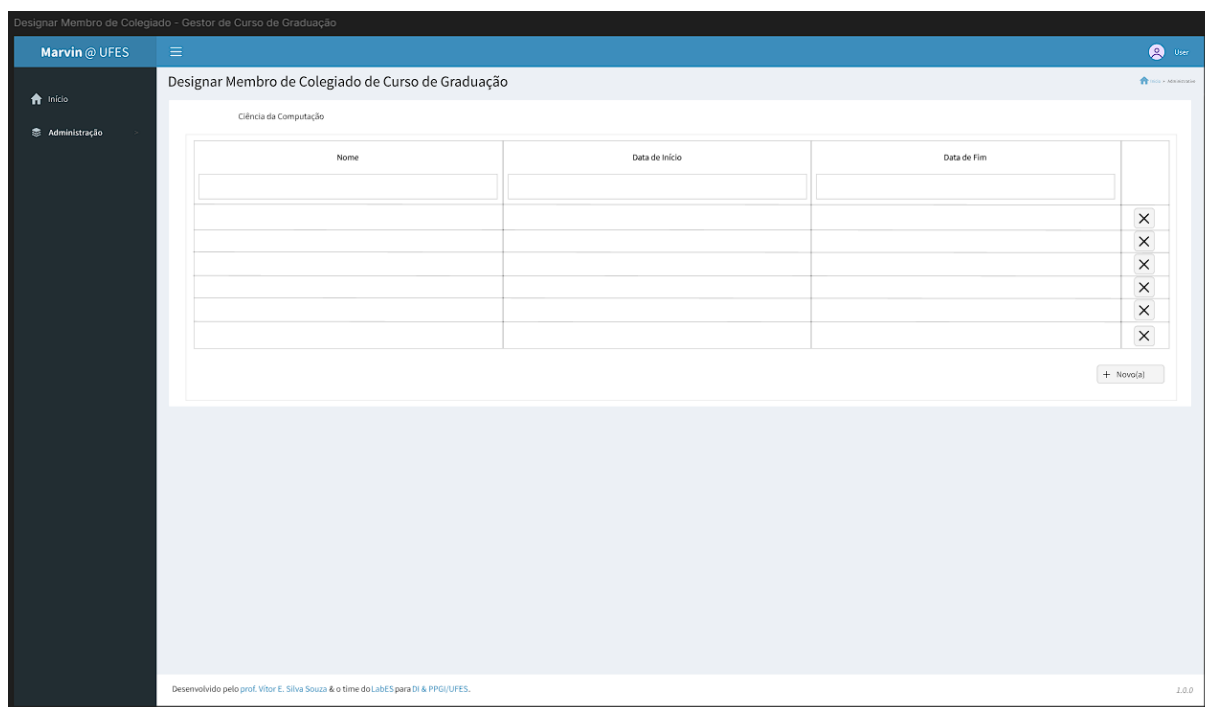 Designar Membro de Colegiado - Gestor de Curso de Graduação
Marvin @ UFES
User
Designar Membro de Colegiado de Curso de Graduação
Início - Administração
Início
Administração
Ciência da Computação
Nome Data de Início Data de Fim
+ Novo(a)
Desenvolvido pelo prof. Vítor E. Silva Souza & o time do LabES para DI & PPGI/UFES.
1.0.0